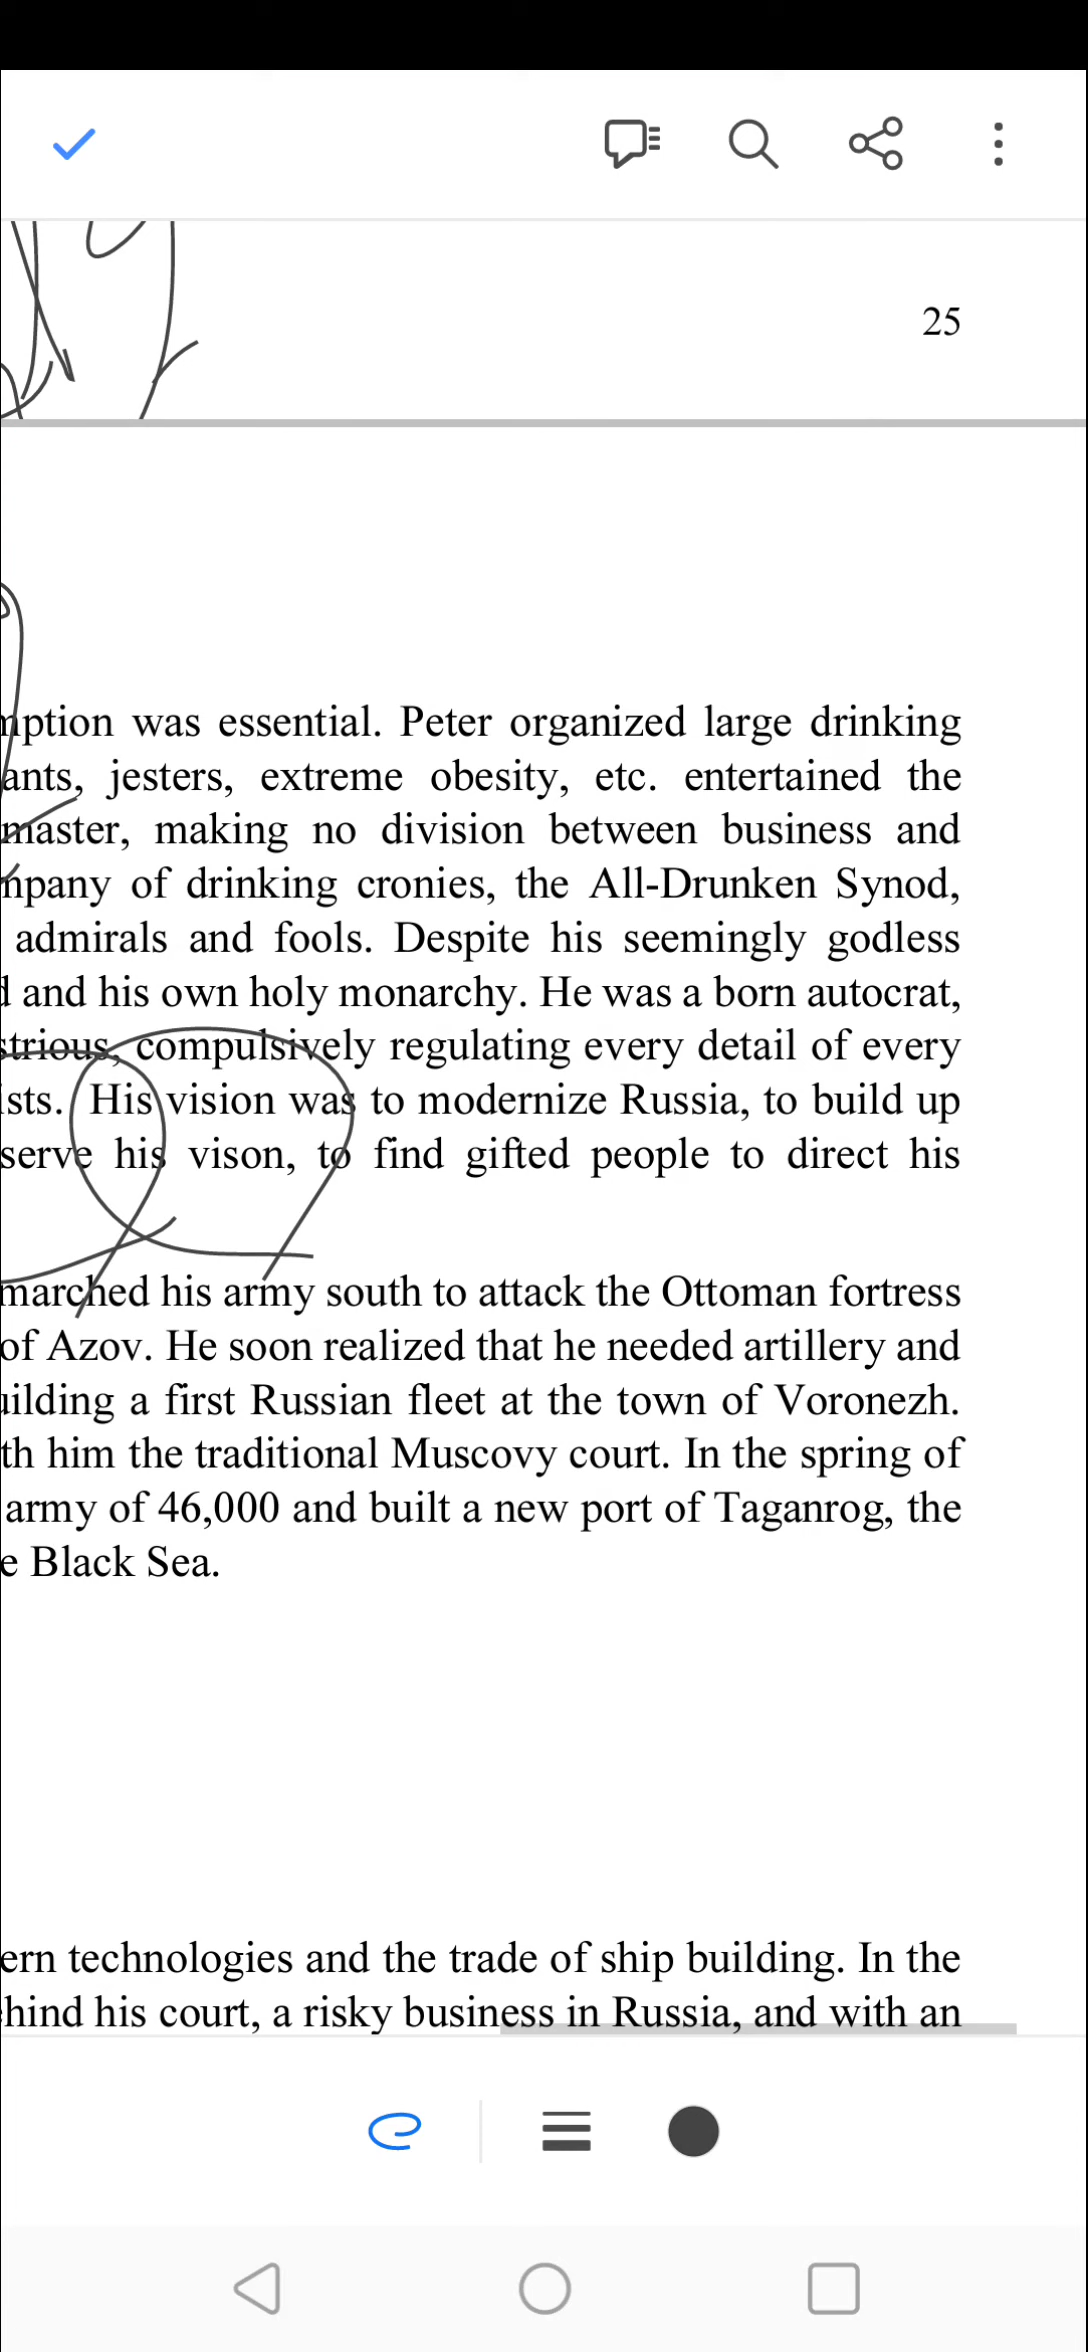 25
mption was essential. Peter organized large drinking
ants, jesters, extreme obesity, etc. entertained the
master, making no division between business and
mpany of drinking cronies, the All-Drunken Synod,
admirals and fools. Despite his seemingly godless
d and his own holy monarchy. He was a born autocrat,
strious, compulsively regulating every detail of every
ists. His vision was to modernize Russia, to build up
serve his vison, to find gifted people to direct his
marched his army south to attack the Ottoman fortress
of Azov. He soon realized that he needed artillery and
uilding a first Russian fleet at the town of Voronezh.
th him the traditional Muscovy court. In the spring of
army of 46,000 and built a new port of Taganrog, the
e Black Sea.
ern technologies and the trade of ship building. In the
hind his court, a risky business in Russia, and with an